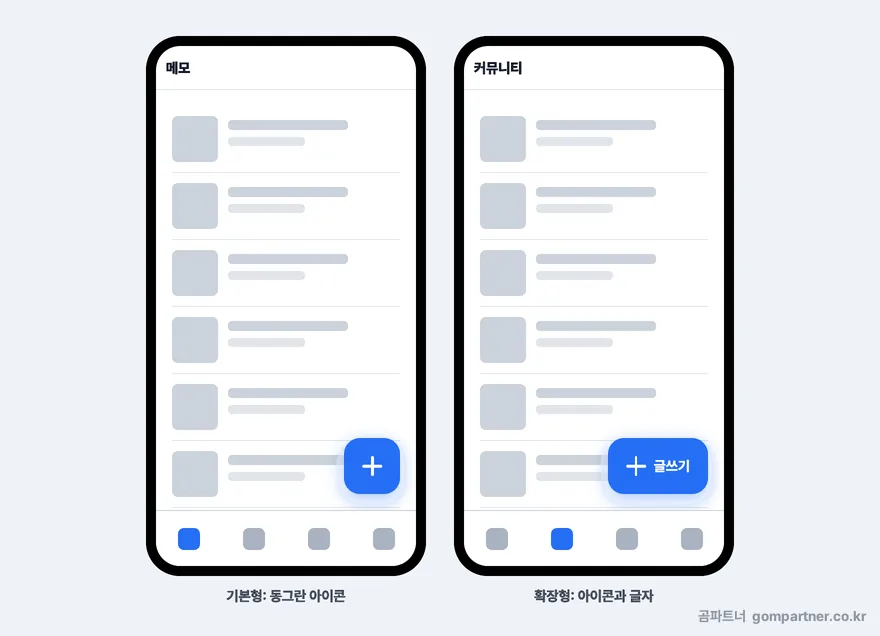 메모
커뮤니티
글쓰기
기본형: 동그란 아이콘
확장형: 아이콘과 글자
곰파트너 gompartner.co.kr